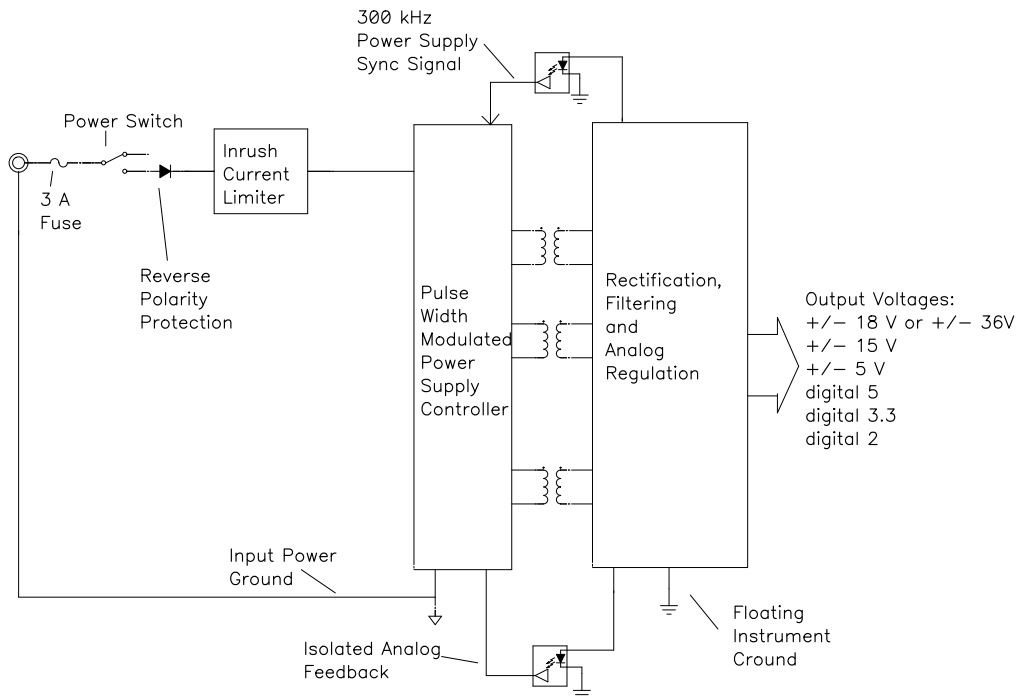 300 kHz
Power Supply
Sync Signal
Power Switch
Inrush
Current
Limiter
3 A
Fuse
Reverse
Polarity
Protection
Pulse
Width
Modulated
Power
Supply
Controller
Rectification,
Filtering
and
Analog
Regulation
Output Voltages:
+/− 18 V or +/− 36V
+/− 15 V
+/− 5 V
digital 5
digital 3.3
digital 2
Input Power
Ground
Isolated Analog
Feedback
Floating
Instrument
Ground